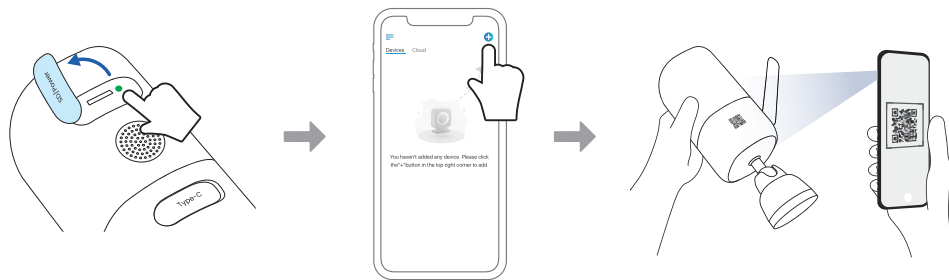 SD/Power
Type-C
Devices Cloud
You haven't added any device. Please click
the"+"button in the top right corner to add